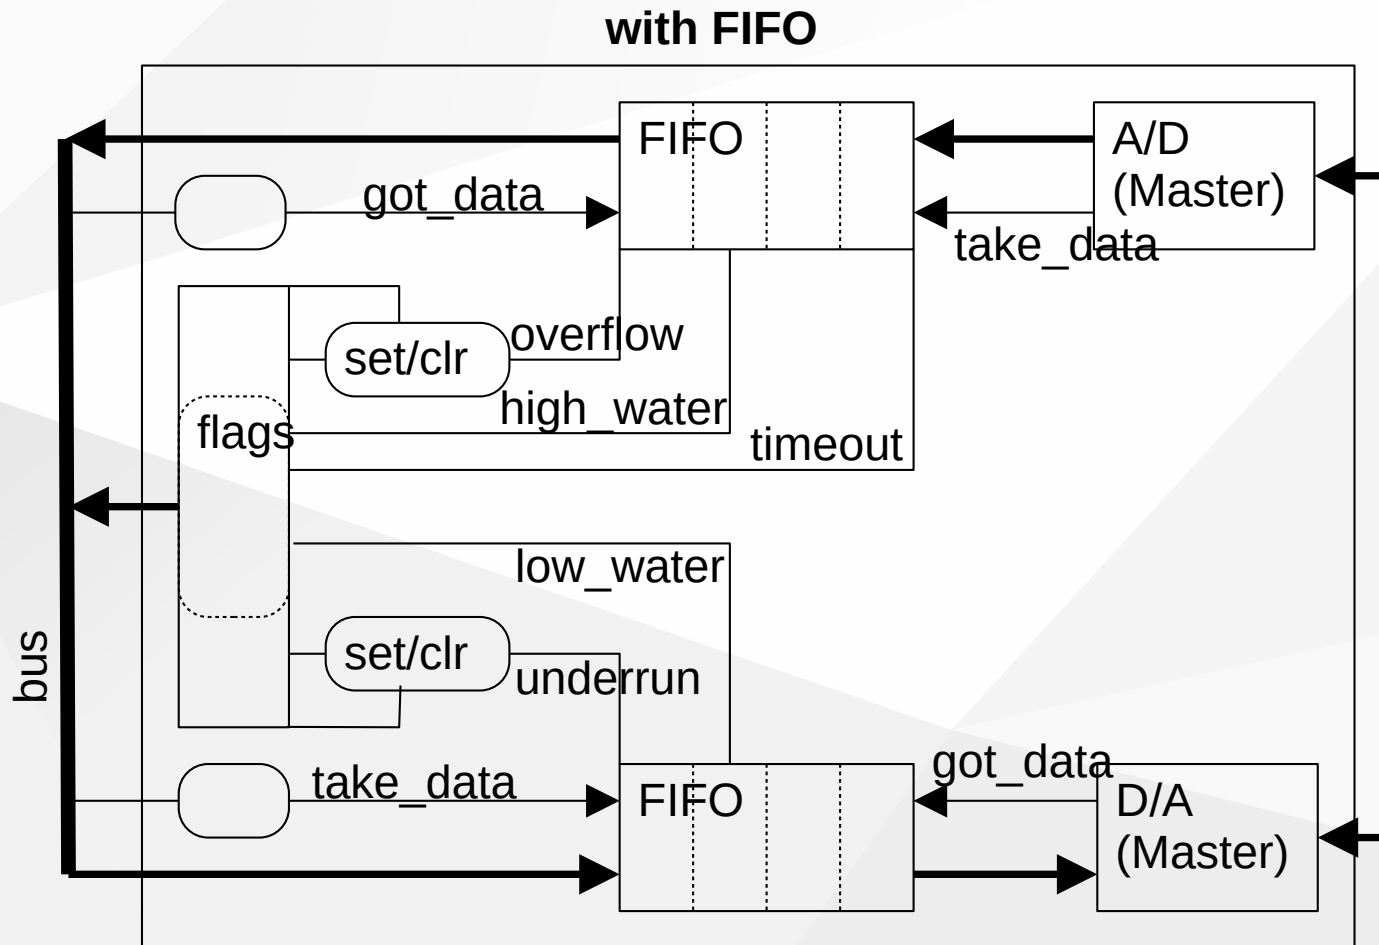 with FIFO
FIFO
A/D
(Master)
got_data
take_data
overflow
set/clr
high_water
flags
timeout
low_water
set/clr
underrun
bus
got_data
take_data
FIFO
D/A
(Master)